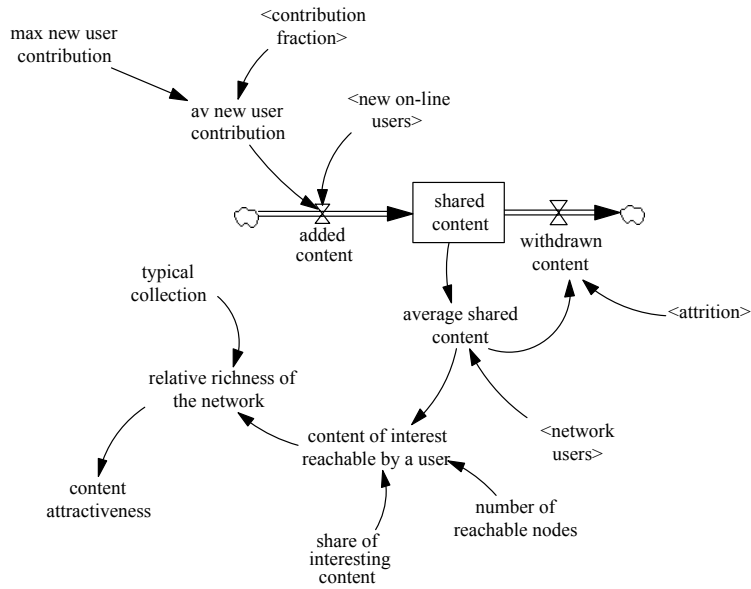 max new user
contribution
<contribution
fraction>
av new user
contribution
<new on-line
users>
shared
content
added
content
withdrawn
content
typical
collection
average shared
content
<attrition>
relative richness of
the network
content of interest
reachable by a user
<network
users>
content
attractiveness
number of
reachable nodes
share of
interesting
content